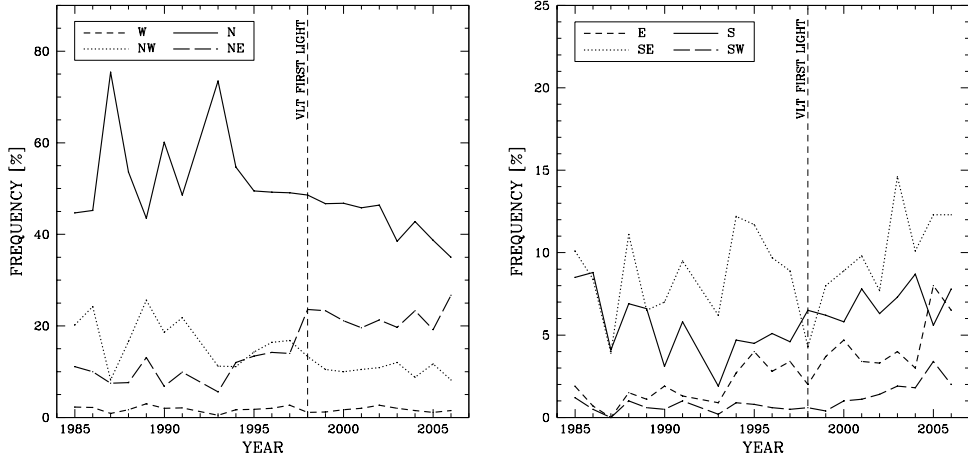 W N
NW NE
VLT FIRST LIGHT
80
60
40
20
0
FREQUENCY [%]
1985 1990 1995 2000 2005
YEAR
E S
SE SW
VLT FIRST LIGHT
25
20
15
10
5
0
FREQUENCY [%]
1985 1990 1995 2000 2005
YEAR